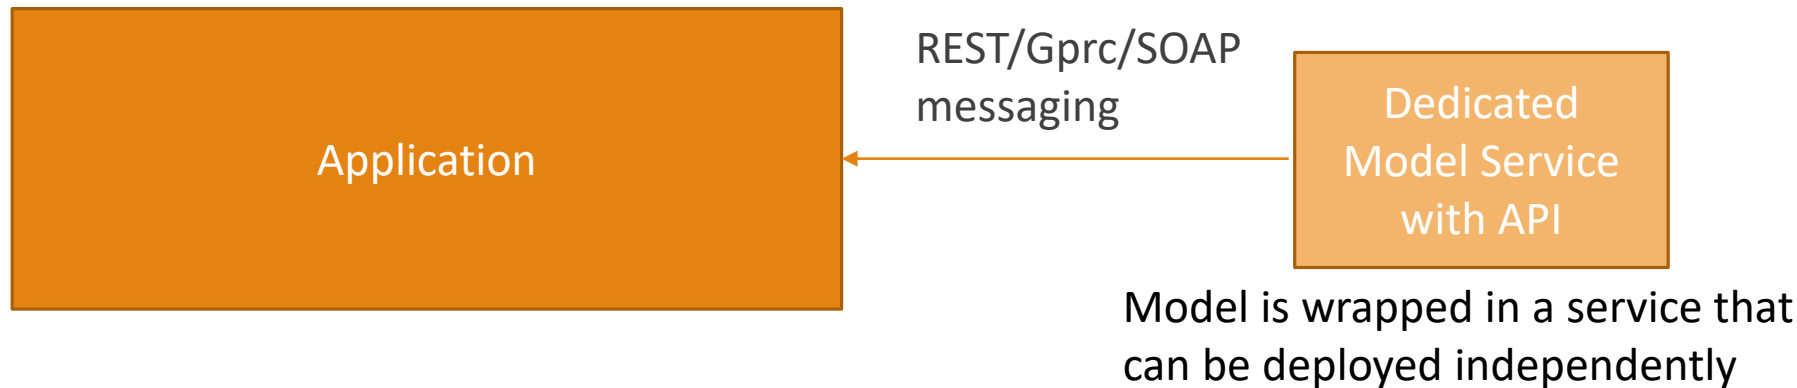 Application
REST/Gprc/SOAP
messaging
Dedicated
Model Service
with API
Model is wrapped in a service that
can be deployed independently